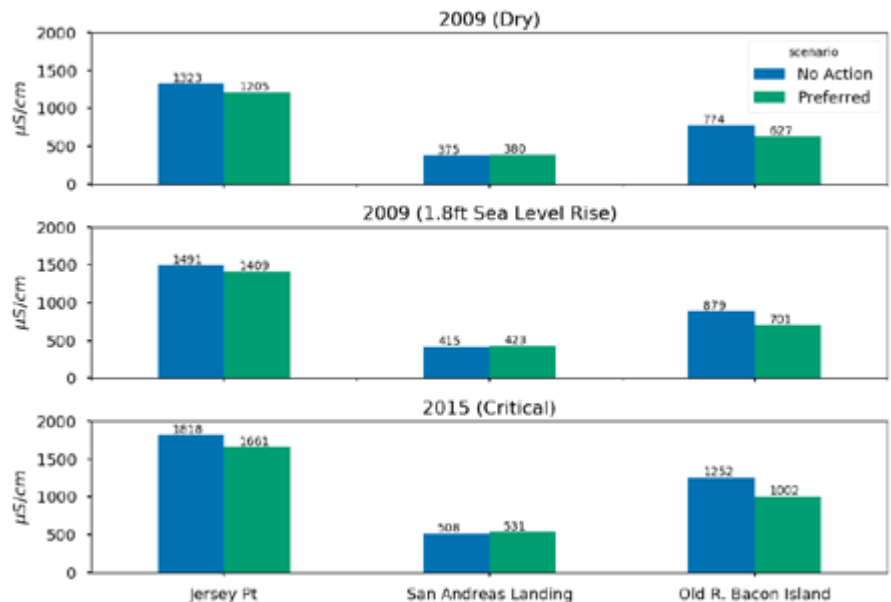 2009 (Dry)
2000
1500
1000
500
0
µS/cm
1323
1205
375
380
774
627
scenario
No Action
Preferred
2009 (1.8ft Sea Level Rise)
2000
1500
1000
500
0
µS/cm
1491
1409
415
423
879
701
2015 (Critical)
2000
1500
1000
500
0
µS/cm
1818
1661
508
531
1252
1002
Jersey Pt
San Andreas Landing
Old R. Bacon Island